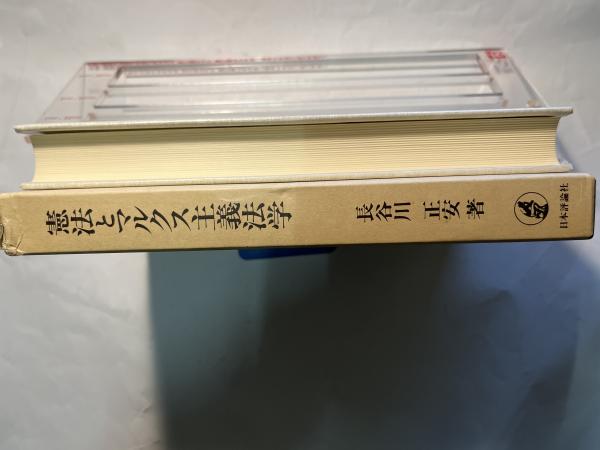 憲法とマルクス主義法学
長谷川 正安 著
日本評論社